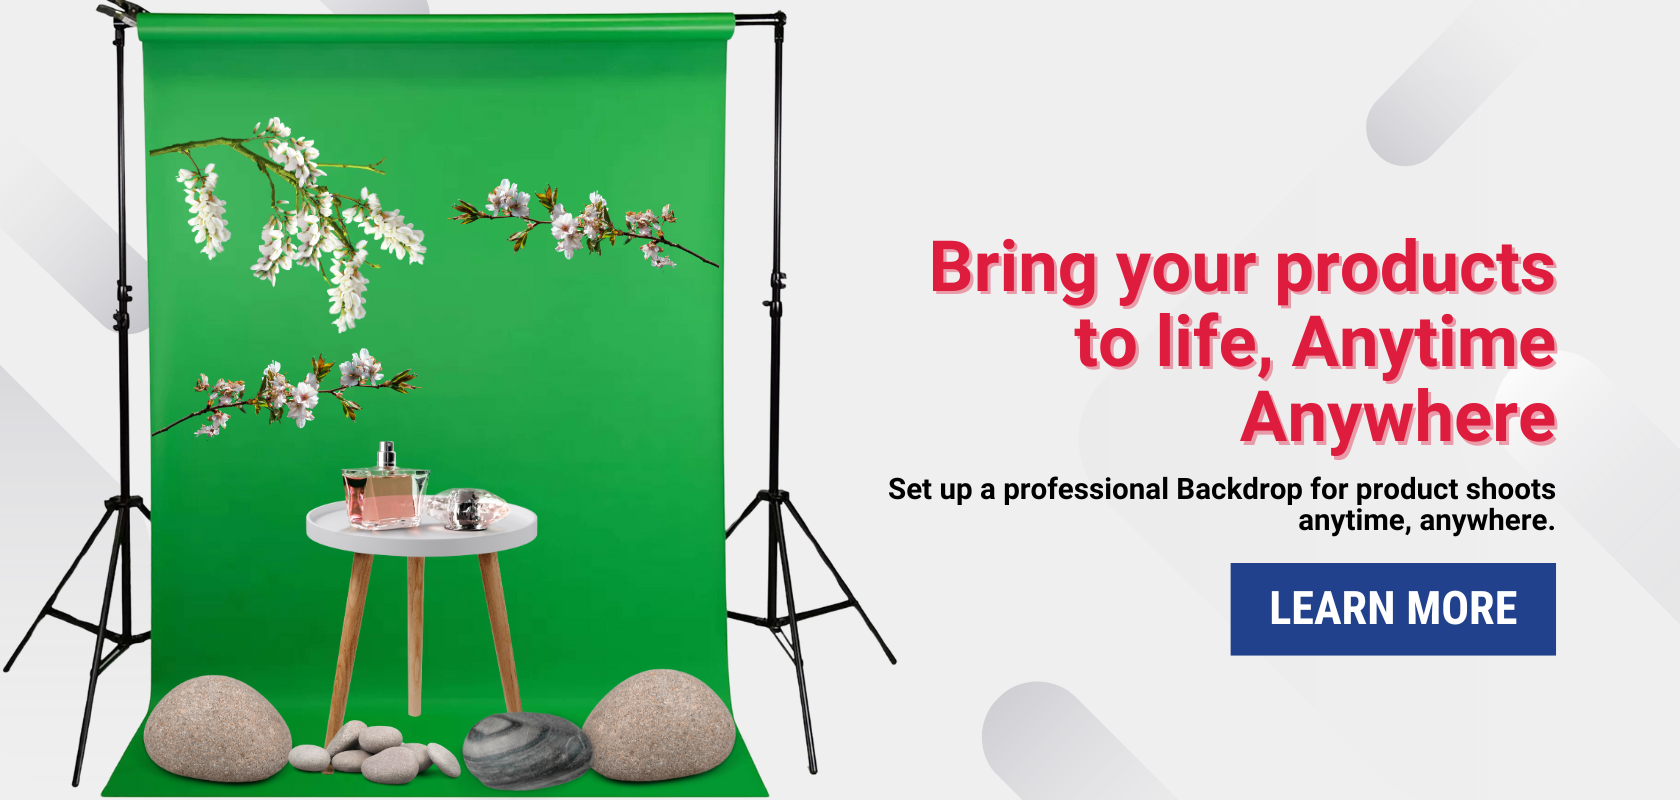 Bring your products
to life, Anytime
Anywhere
Set up a professional Backdrop for product shoots
anytime, anywhere.
LEARN MORE